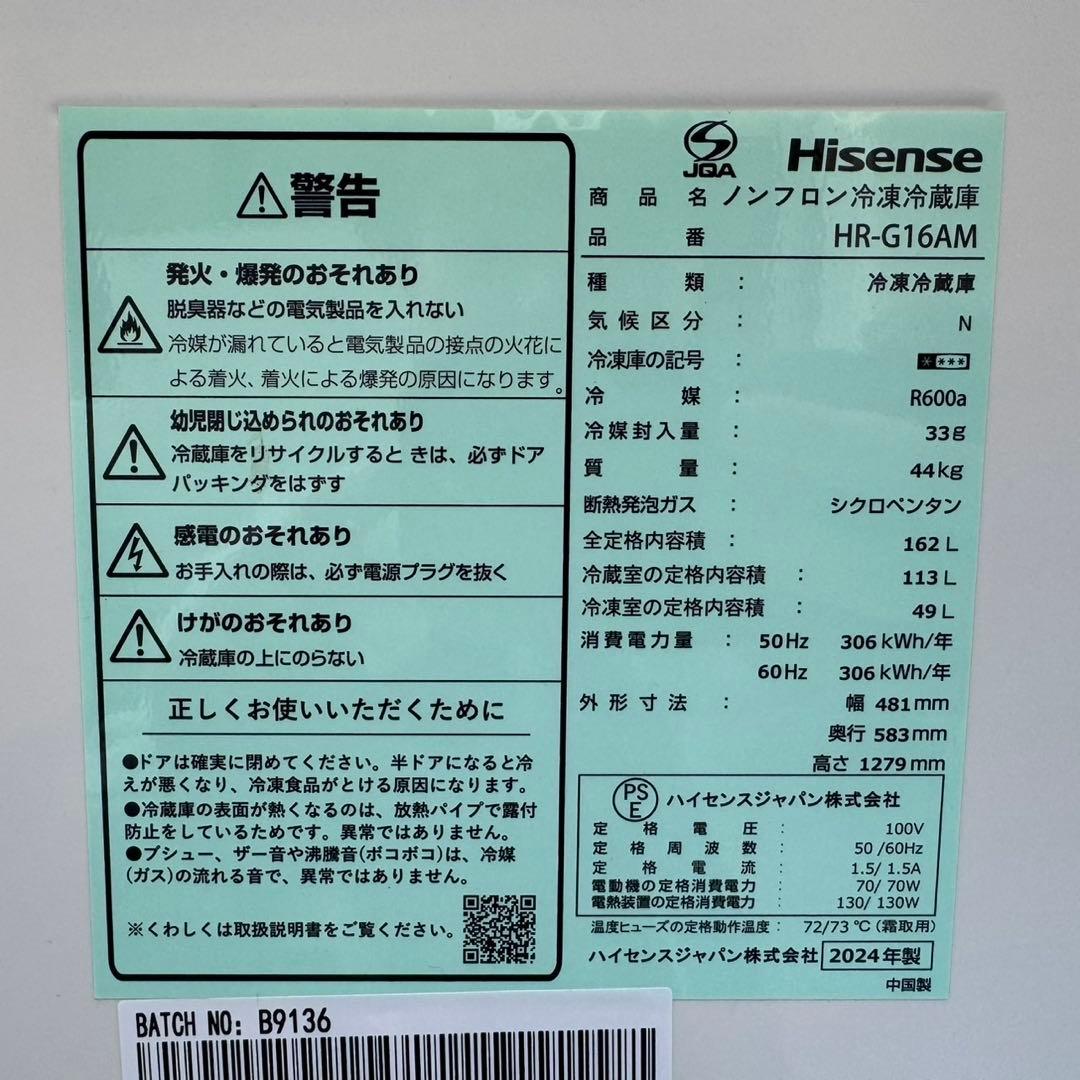 警告
発火・爆発のおそれあり
脱臭器などの電気製品を入れない
冷媒が漏れていると電気製品の接点の火花に
よる着火、着火による爆発の原因になります。
幼児閉じ込められのおそれあり
冷蔵庫をリサイクルすると きは、必ずドア
パッキングをはずす
感電のおそれあり
お手入れの際は、必ず電源プラグを抜く
けがのおそれあり
冷蔵庫の上にのらない
正しくお使いいただくために
●ドアは確実に閉めてください。半ドアになると冷
えが悪くなり、冷凍食品がとける原因になります。
●冷蔵庫の表面が熱くなるのは、放熱パイプで露付
防止をしているためです。異常ではありません。
●プシュー、ザー音や沸騰音(ボコボコ)は、冷媒
(ガス)の流れる音で、異常ではありません。
※くわしくは取扱説明書をご覧ください。
JQA Hisense
商品名 ノンフロン冷凍冷蔵庫
品番 HR-G16AM
種類： 冷凍冷蔵庫
気候区分： N
冷凍庫の記号： ****
冷媒： R600a
冷媒封入量： 33g
質量： 44kg
断熱発泡ガス： シクロペンタン
全定格内容積： 162 L
冷蔵室の定格内容積： 113 L
冷凍室の定格内容積： 49 L
消費電力量： 50Hz 306 kWh/年
60Hz 306 kWh/年
外形寸法： 幅 481mm
奥行 583mm
高さ 1279mm
PSE ハイセンスジャパン株式会社
定格電圧： 100V
定格周波数： 50 /60Hz
定格電流： 1.5/ 1.5A
電動機の定格消費電力： 70/ 70W
電熱装置の定格消費電力： 130/ 130W
温度ヒューズの定格動作温度： 72/73 ℃ (霜取用)
ハイセンスジャパン株式会社 2024年製
中国製
BATCH NO: B9136